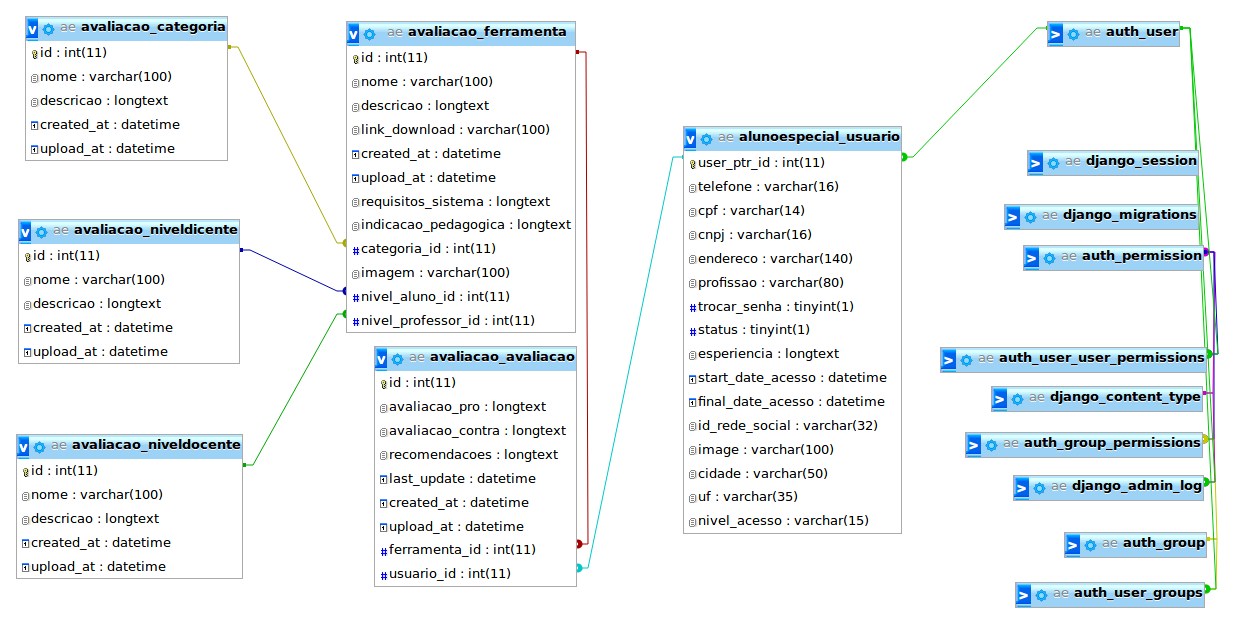 v ae avaliacao_categoria
id : int(11)
nome : varchar(100)
descricao : longtext
created_at : datetime
upload_at : datetime
v ae avaliacao_niveldicente
id : int(11)
nome : varchar(100)
descricao : longtext
created_at : datetime
upload_at : datetime
v ae avaliacao_niveldocente
id : int(11)
nome : varchar(100)
descricao : longtext
created_at : datetime
upload_at : datetime
v ae avaliacao_ferramenta
id : int(11)
nome : varchar(100)
descricao : longtext
link_download : varchar(100)
created_at : datetime
upload_at : datetime
requisitos_sistema : longtext
indicacao_pedagogica : longtext
# categoria_id : int(11)
imagem : varchar(100)
# nivel_aluno_id : int(11)
# nivel_professor_id : int(11)
v ae avaliacao_avaliacao
id : int(11)
avaliacao_pro : longtext
avaliacao_contra : longtext
recomendacoes : longtext
last_update : datetime
created_at : datetime
upload_at : datetime
# ferramenta_id : int(11)
# usuario_id : int(11)
v ae alunoespecial_usuario
user_ptr_id : int(11)
telefone : varchar(16)
cpf : varchar(14)
cnpj : varchar(16)
endereco : varchar(140)
profissao : varchar(80)
# trocar_senha : tinyint(1)
# status : tinyint(1)
esperiencia : longtext
start_date_acesso : datetime
final_date_acesso : datetime
id_rede_social : varchar(32)
image : varchar(100)
cidade : varchar(50)
uf : varchar(35)
nivel_acesso : varchar(15)
> ae auth_user
> ae django_session
> ae django_migrations
> ae auth_permission
> ae auth_user_user_permissions
> ae django_content_type
> ae auth_group_permissions
> ae django_admin_log
> ae auth_group
> ae auth_user_groups